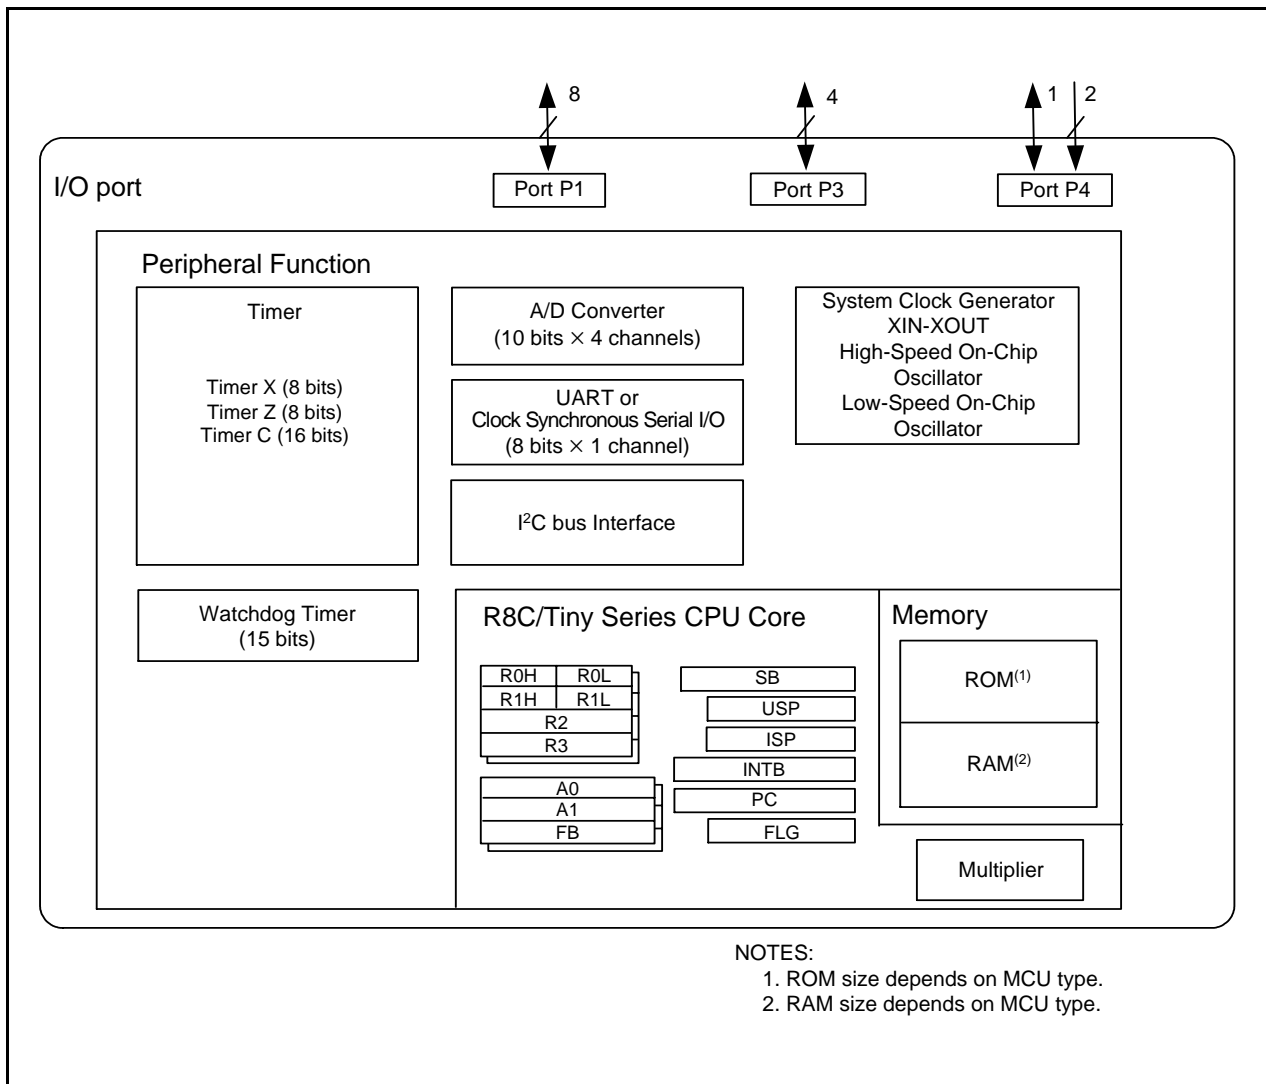 8
4
1
2
I/O port
Port P1
Port P3
Port P4
Peripheral Function
Timer
Timer X (8 bits)
Timer Z (8 bits)
Timer C (16 bits)
A/D Converter
(10 bits × 4 channels)
UART or
Clock Synchronous Serial I/O
(8 bits × 1 channel)
I²C bus Interface
System Clock Generator
XIN-XOUT
High-Speed On-Chip
Oscillator
Low-Speed On-Chip
Oscillator
Watchdog Timer
(15 bits)
R8C/Tiny Series CPU Core
R0H
R0L
R1H
R1L
R2
R3
A0
A1
FB
SB
USP
ISP
INTB
PC
FLG
Memory
ROM(1)
RAM(2)
Multiplier
NOTES:
1. ROM size depends on MCU type.
2. RAM size depends on MCU type.